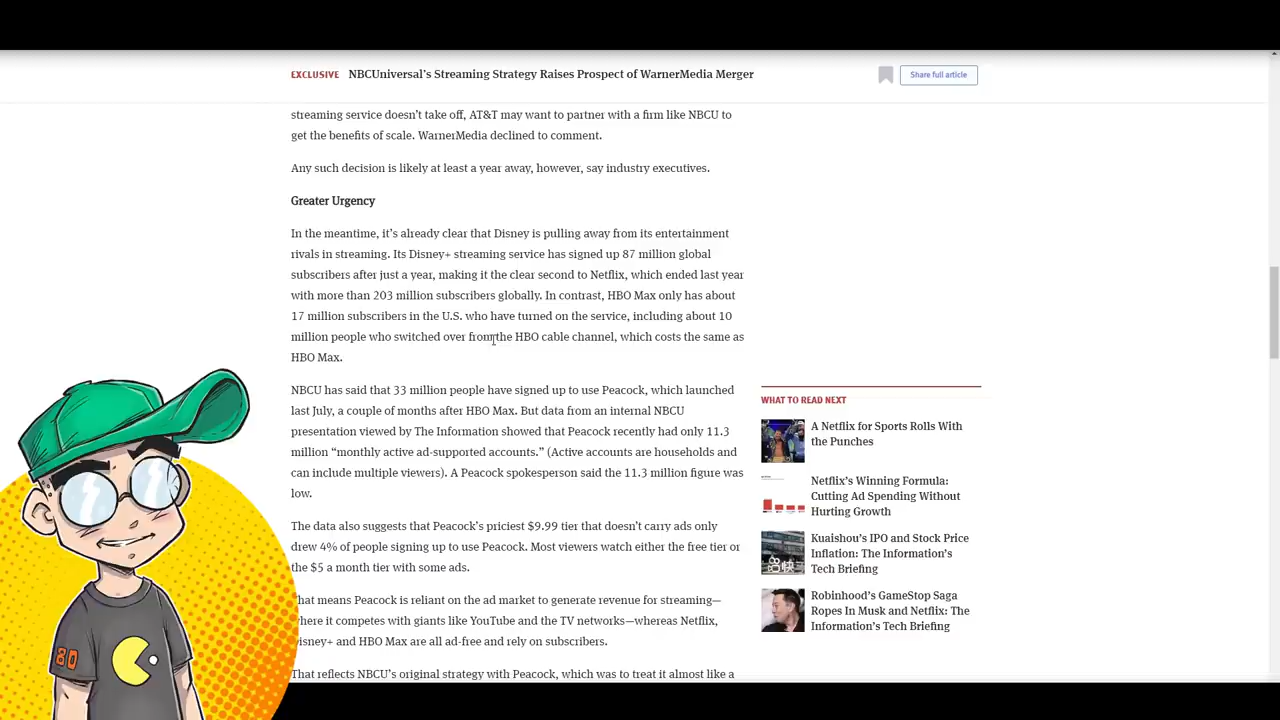 EXCLUSIVE NBCUniversal's Streaming Strategy Raises Prospect of WarnerMedia Merger
Share full article
streaming service doesn't take off, AT&T may want to partner with a firm like NBCU to
get the benefits of scale. WarnerMedia declined to comment.
Any such decision is likely at least a year away, however, say industry executives.
Greater Urgency
In the meantime, it's already clear that Disney is pulling away from its entertainment
rivals in streaming. Its Disney+ streaming service has signed up 87 million global
subscribers after just a year, making it the clear second to Netflix, which ended last year
with more than 203 million subscribers globally. In contrast, HBO Max only has about
17 million subscribers in the U.S. who have turned on the service, including about 10
million people who switched over from the HBO cable channel, which costs the same as
HBO Max.
NBCU has said that 33 million people have signed up to use Peacock, which launched
last July, a couple of months after HBO Max. But data from an internal NBCU
presentation viewed by The Information showed that Peacock recently had only 11.3
million “monthly active ad-supported accounts.” (Active accounts are households and
can include multiple viewers). A Peacock spokesperson said the 11.3 million figure was
low.
The data also suggests that Peacock's priciest $9.99 tier that doesn't carry ads only
drew 4% of people signing up to use Peacock. Most viewers watch either the free tier or
the $5 a month tier with some ads.
That means Peacock is reliant on the ad market to generate revenue for streaming—
where it competes with giants like YouTube and the TV networks—whereas Netflix,
Disney+ and HBO Max are all ad-free and rely on subscribers.
That reflects NBCU's original strategy with Peacock, which was to treat it almost like a
WHAT TO READ NEXT
A Netflix for Sports Rolls With
the Punches
Netflix's Winning Formula:
Cutting Ad Spending Without
Hurting Growth
Kuaishou's IPO and Stock Price
Inflation: The Information's
Tech Briefing
Robinhood's GameStop Saga
Ropes In Musk and Netflix: The
Information's Tech Briefing
80